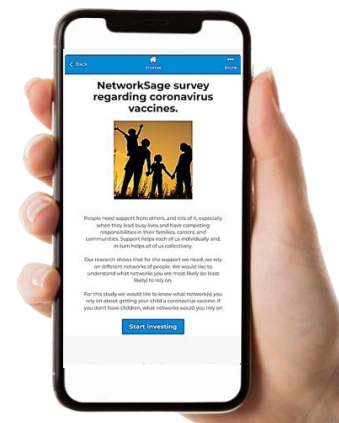 Back Home More
NetworkSage survey
regarding coronavirus
vaccines.
People need support from others, and lots of it, especially
when they lead busy lives and have competing
responsibilities in their families, careers, and
communities. Support helps each of us individually and,
in turn helps all of us collectively.
Our research shows that for the support we need, we rely
on different networks of people. We would like to
understand what networks you are most likely (or least
likely) to rely on.
For this study we would like to know what network(s) you
rely on about getting your child a coronavirus vaccine. If
you don't have children, what networks would you rely on
Start investing